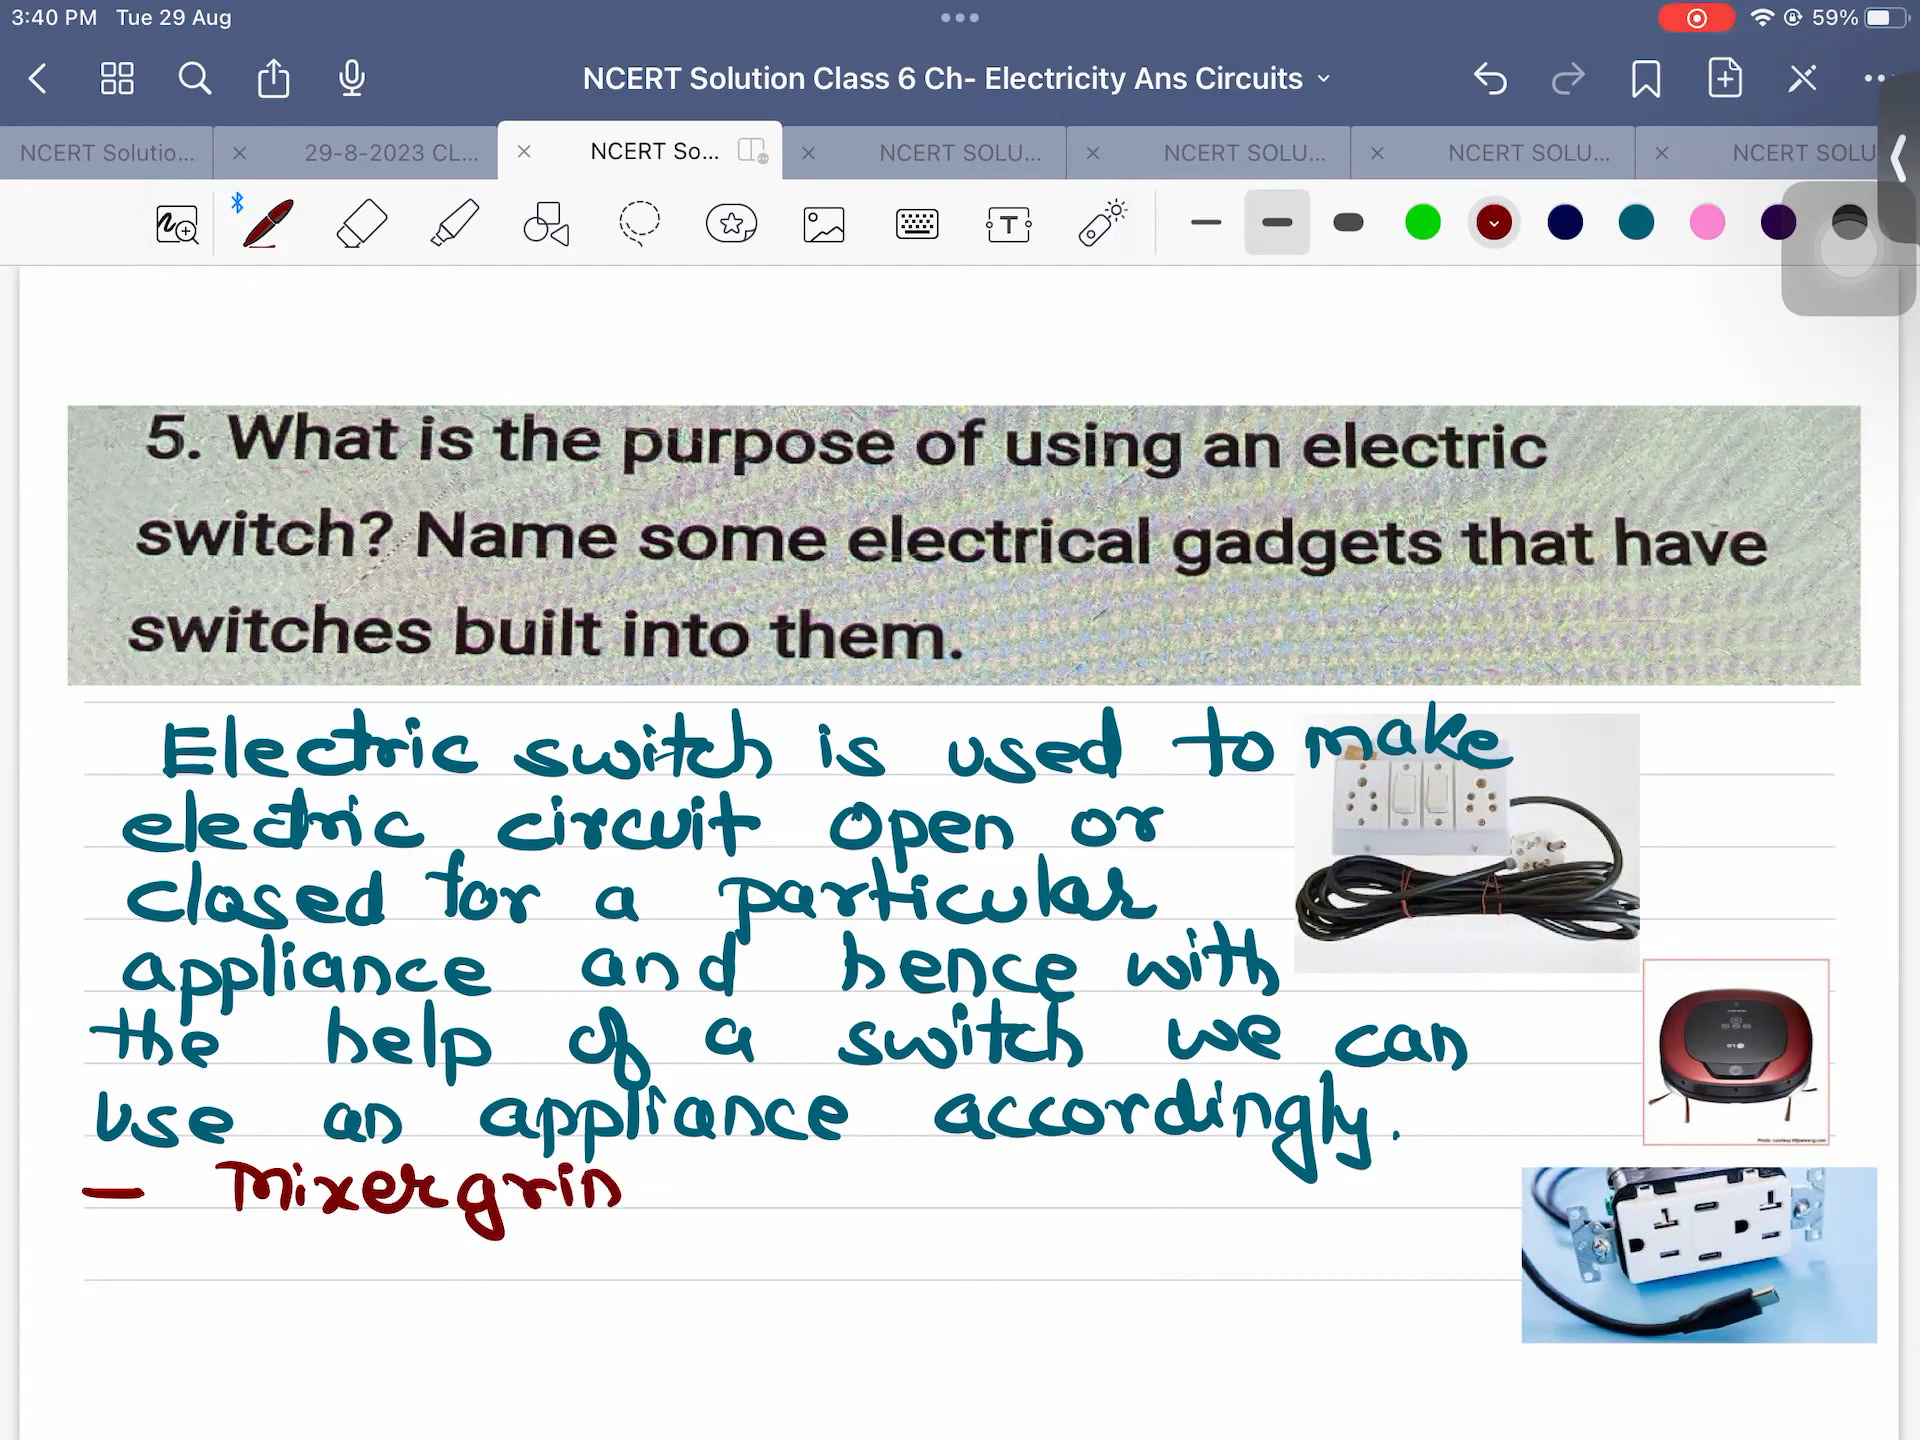 3:40 PM Tue 29 Aug
59%
NCERT Solution Class 6 Ch- Electricity Ans Circuits
NCERT Solutio...
29-8-2023 CL...
NCERT So...
NCERT SOLU...
NCERT SOLU...
NCERT SOLU...
NCERT SOLU
5. What is the purpose of using an electric
switch? Name some electrical gadgets that have
switches built into them.
Electric switch is used to make
electric circuit open or
closed for a particular
appliance and hence with
the help of a switch we can
use an appliance accordingly.
- Mixergrin
LG